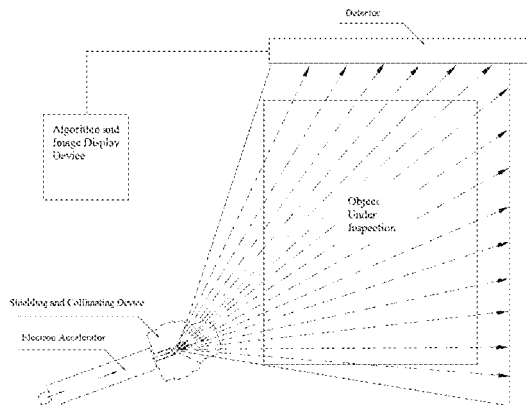 Detector
Algorithm and
Image Display
Device
Object
Under
Inspection
Shielding and Collimating Device
Electron Accelerator